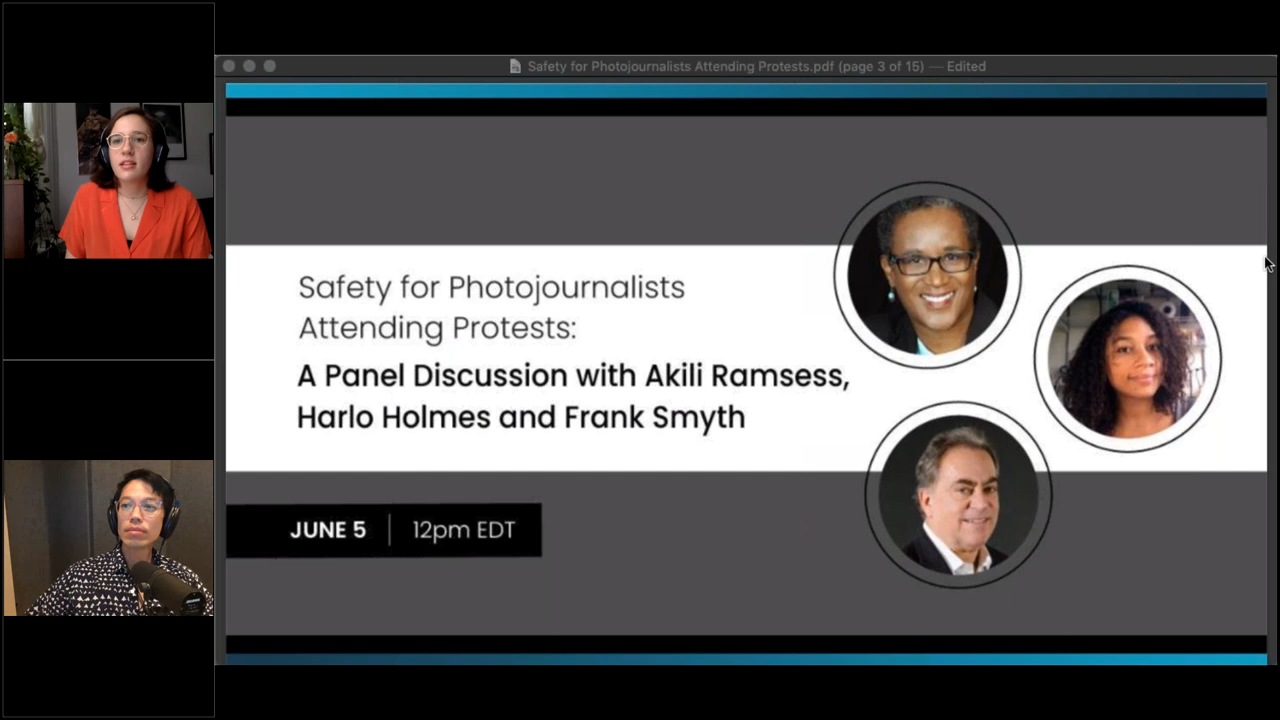 Safety for Photojournalists Attending Protests.pdf (page 3 of 15) — Edited
Safety for Photojournalists
Attending Protests:
A Panel Discussion with Akili Ramsess,
Harlo Holmes and Frank Smyth
JUNE 5 | 12pm EDT